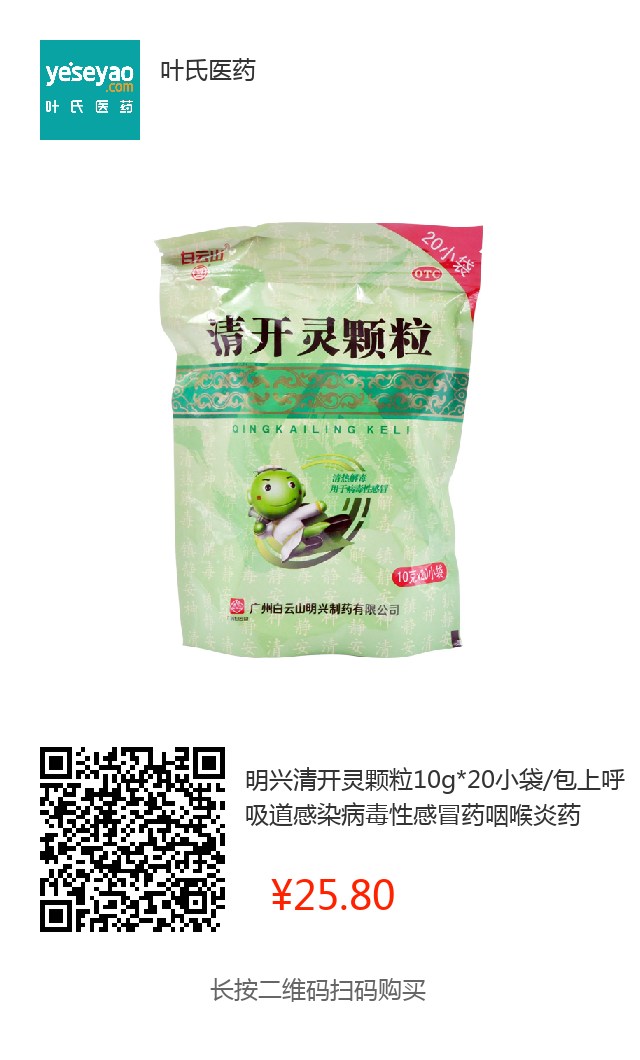 yeseyao
.com
叶氏医药
叶氏医药
白云山
20小袋
OTC
清开灵颗粒
QINGKAILING KELI
清热解毒
用于病毒性感冒
10克×20小袋
广州白云山明兴制药有限公司
明兴清开灵颗粒10g*20小袋/包上呼
吸道感染病毒性感冒药咽喉炎药
¥25.80
长按二维码扫码购买